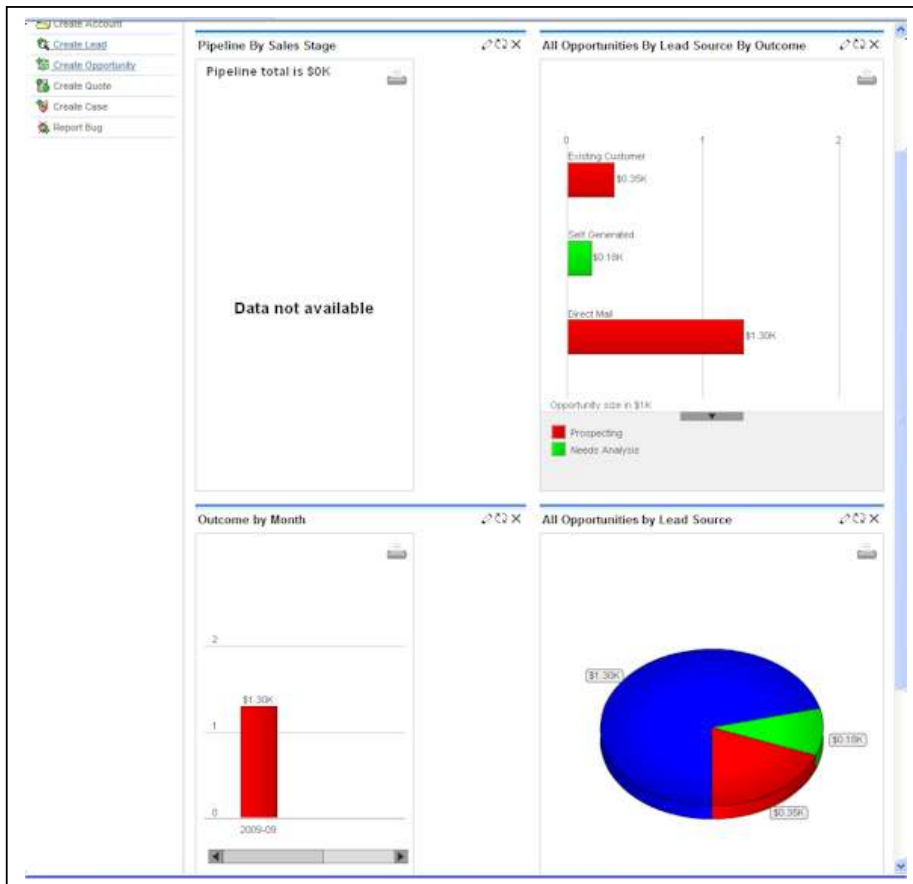 Create Account
Create Lead
Create Opportunity
Create Quote
Create Case
Report Bug
Pipeline By Sales Stage
Pipeline total is $0K
Data not available
All Opportunities By Lead Source By Outcome
0 1 2
Existing Customer
$0.35K
Self Generated
$0.18K
Direct Mail
$1.30K
Opportunity size in $1K
Prospecting
Needs Analysis
Outcome by Month
2
$1.30K
1
0
2009-09
All Opportunities by Lead Source
$1.30K
$0.18K
$0.35K